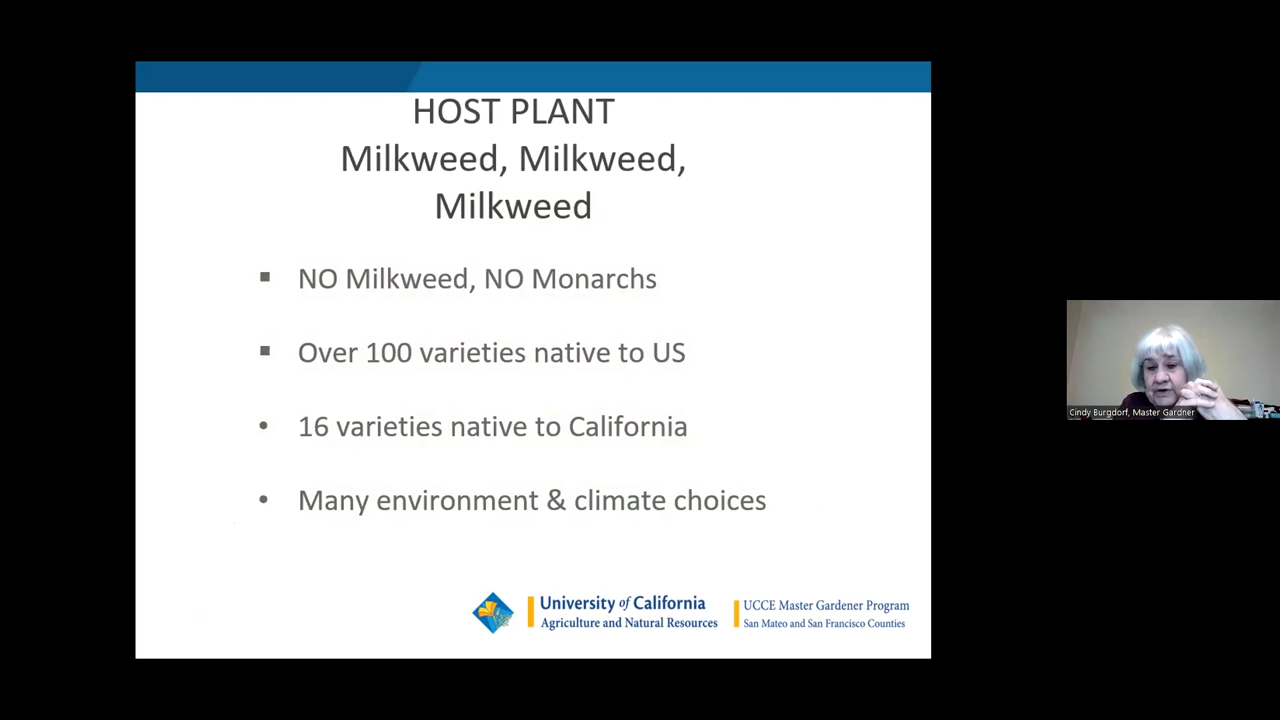 HOST PLANT
Milkweed, Milkweed,
Milkweed
▪ NO Milkweed, NO Monarchs
▪ Over 100 varieties native to US
• 16 varieties native to California
• Many environment & climate choices
University of California
Agriculture and Natural Resources
UCCE Master Gardener Program
San Mateo and San Francisco Counties
Cindy Burgdorf, Master Gardner